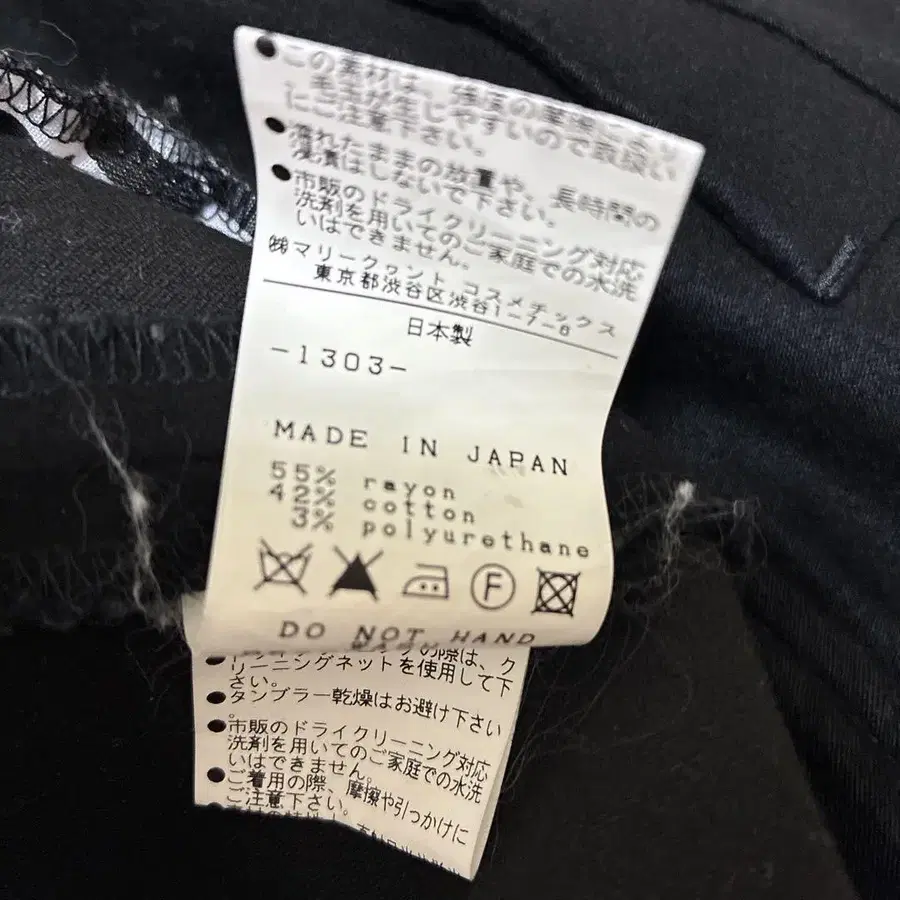 ●この素材は、強度の摩擦により
毛玉が生じやすいので取扱い
にご注意下さい。
●濡れたままの放置や、長時間の
浸漬はしないで下さい。
●市販のドライクリーニング対応
洗剤を用いてのご家庭での水洗
いはできません。
㈱マリークヮント コスメチックス
東京都渋谷区渋谷1-7-6
日本製
-1303-
MADE IN JAPAN
55% rayon
42% cotton
3% polyurethane
F
DO NOT HAND
の際は、ク
リーニングネットを使用して下
さい。
●タンブラー乾燥はお避け下さい
。
●市販のドライクリーニング対応
洗剤を用いてのご家庭での水洗
いはできません。
●ご着用の際、摩擦や引っかけに
ご注意下さい。